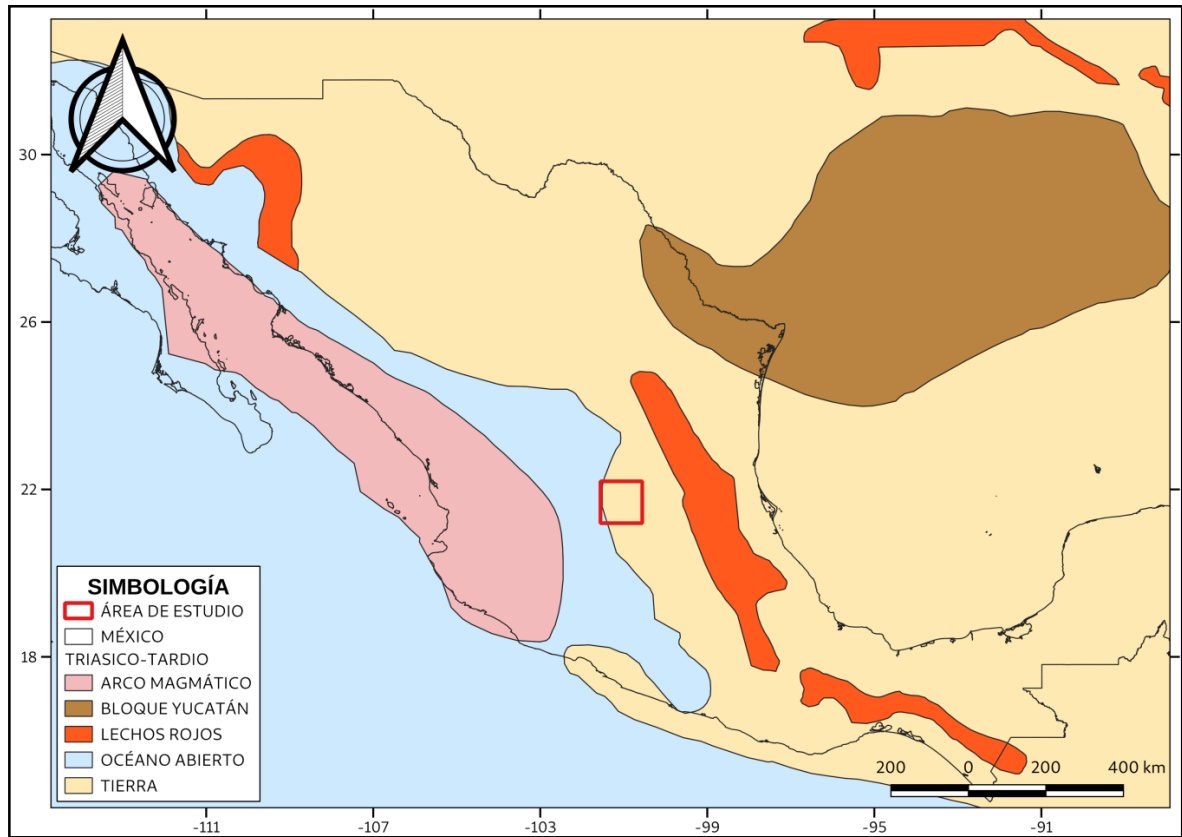 30
26
22
18
SIMBOLOGÍA
ÁREA DE ESTUDIO
MÉXICO
TRIASICO-TARDIO
ARCO MAGMÁTICO
BLOQUE YUCATÁN
LECHOS ROJOS
OCÉANO ABIERTO
TIERRA
200 0 200 400 km
-111 -107 -103 -99 -95 -91